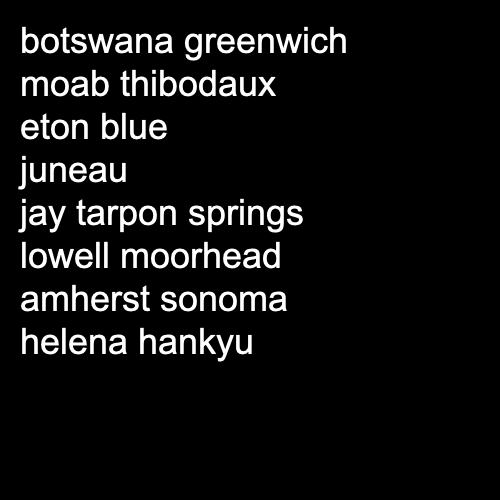 botswana greenwich
moab thibodaux
eton blue
juneau
jay tarpon springs
lowell moorhead
amherst sonoma
helena hankyu